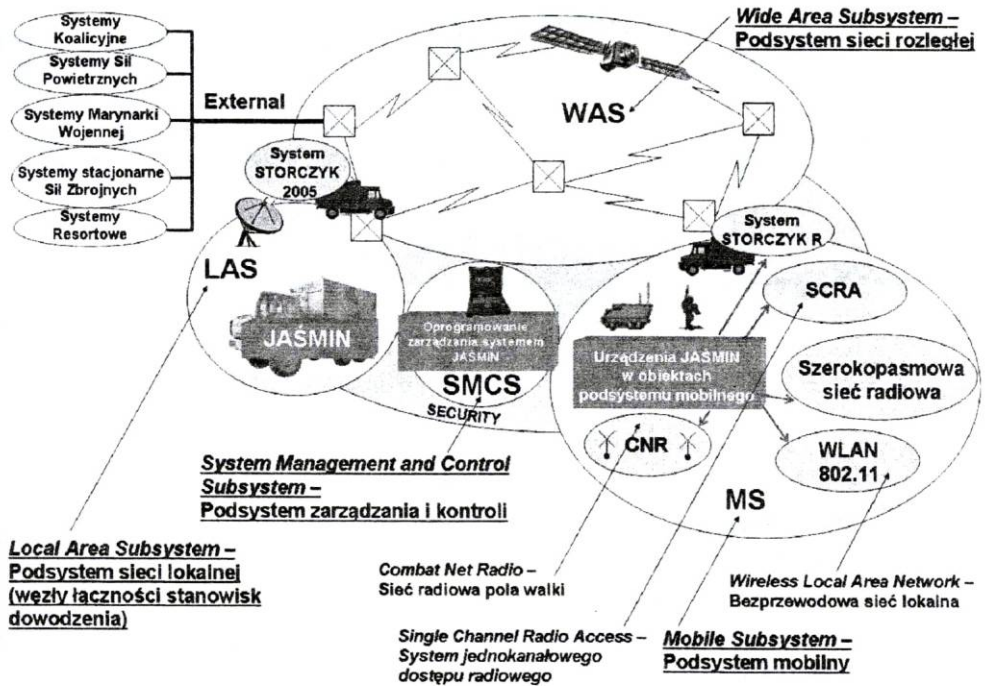 Systemy
Koalicyjne
Systemy Sił
Powietrznych
Systemy Marynarki
Wojennej
Systemy stacjonarne
Sił Zbrojnych
Systemy
Resortowe
External
Wide Area Subsystem –
Podsystem sieci rozległej
WAS
System
STORCZYK
2005
LAS
JAŚMIN
Oprogramowanie
zarządzania systemem
JAŚMIN
SMCS
SECURITY
System
STORCZYK R
SCRA
Urządzenia JAŚMIN
w obiektach
podsystemu mobilnego
Szerokopasmowa
sieć radiowa
CNR
WLAN
802.11
MS
System Management and Control
Subsystem –
Podsystem zarządzania i kontroli
Local Area Subsystem –
Podsystem sieci lokalnej
(węzły łączności stanowisk
dowodzenia)
Combat Net Radio –
Sieć radiowa pola walki
Single Channel Radio Access –
System jednokanałowego
dostępu radiowego
Wireless Local Area Network –
Bezprzewodowa sieć lokalna
Mobile Subsystem –
Podsystem mobilny